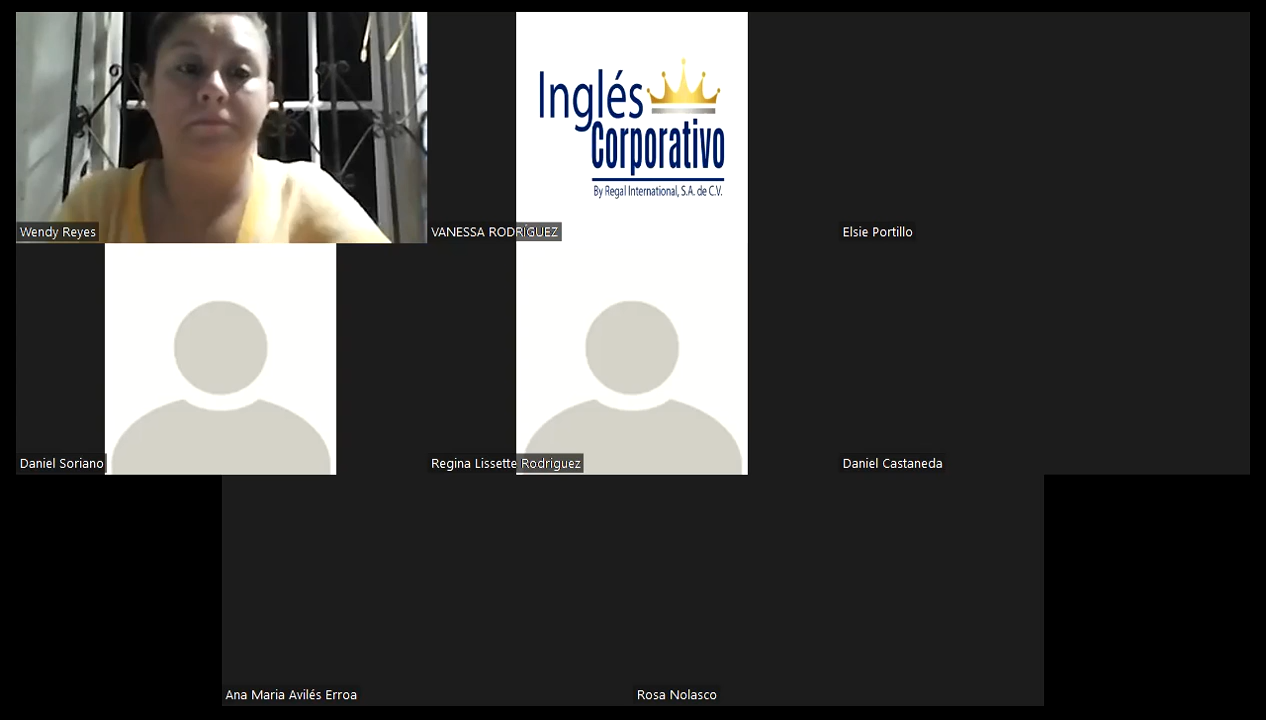 Inglés
Corporativo
By Regal International, S.A. de C.V.
Wendy Reyes
VANESSA RODRÍGUEZ
Elsie Portillo
Daniel Soriano
Regina Lissette Rodriguez
Daniel Castaneda
Ana Maria Avilés Erroa
Rosa Nolasco